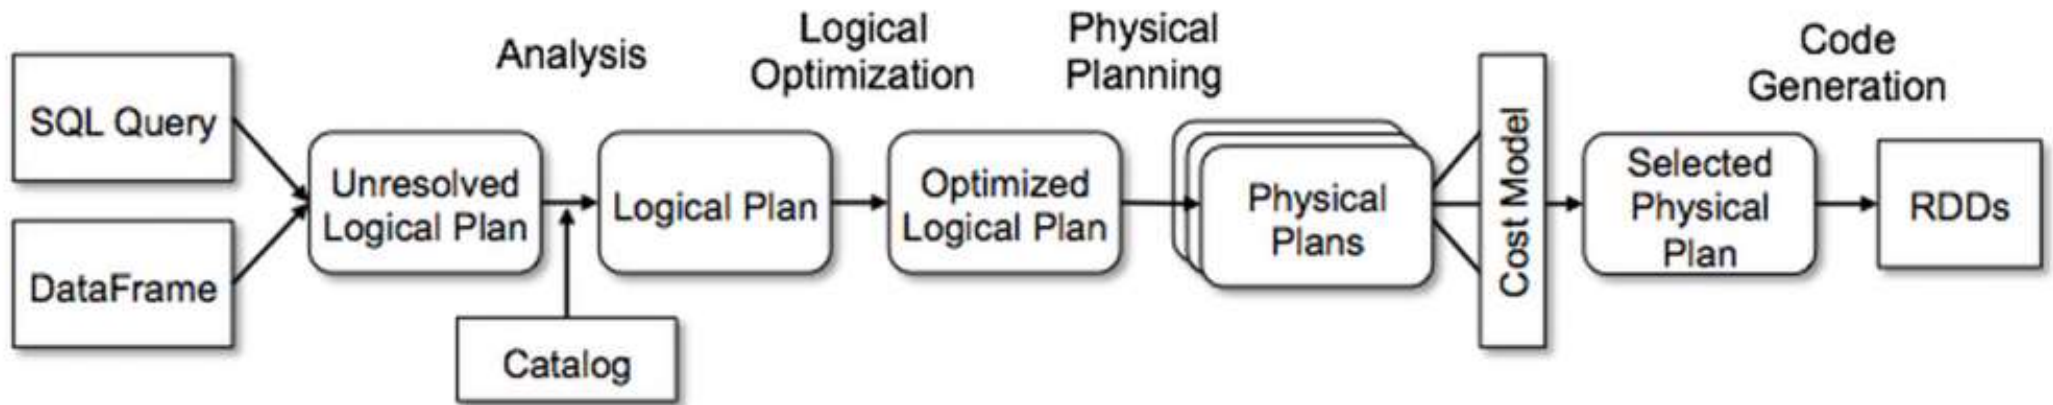 Analysis
Logical
Optimization
Physical
Planning
Code
Generation
SQL Query
DataFrame
Unresolved
Logical Plan
Catalog
Logical Plan
Optimized
Logical Plan
Physical
Plans
Cost Model
Selected
Physical
Plan
RDDs